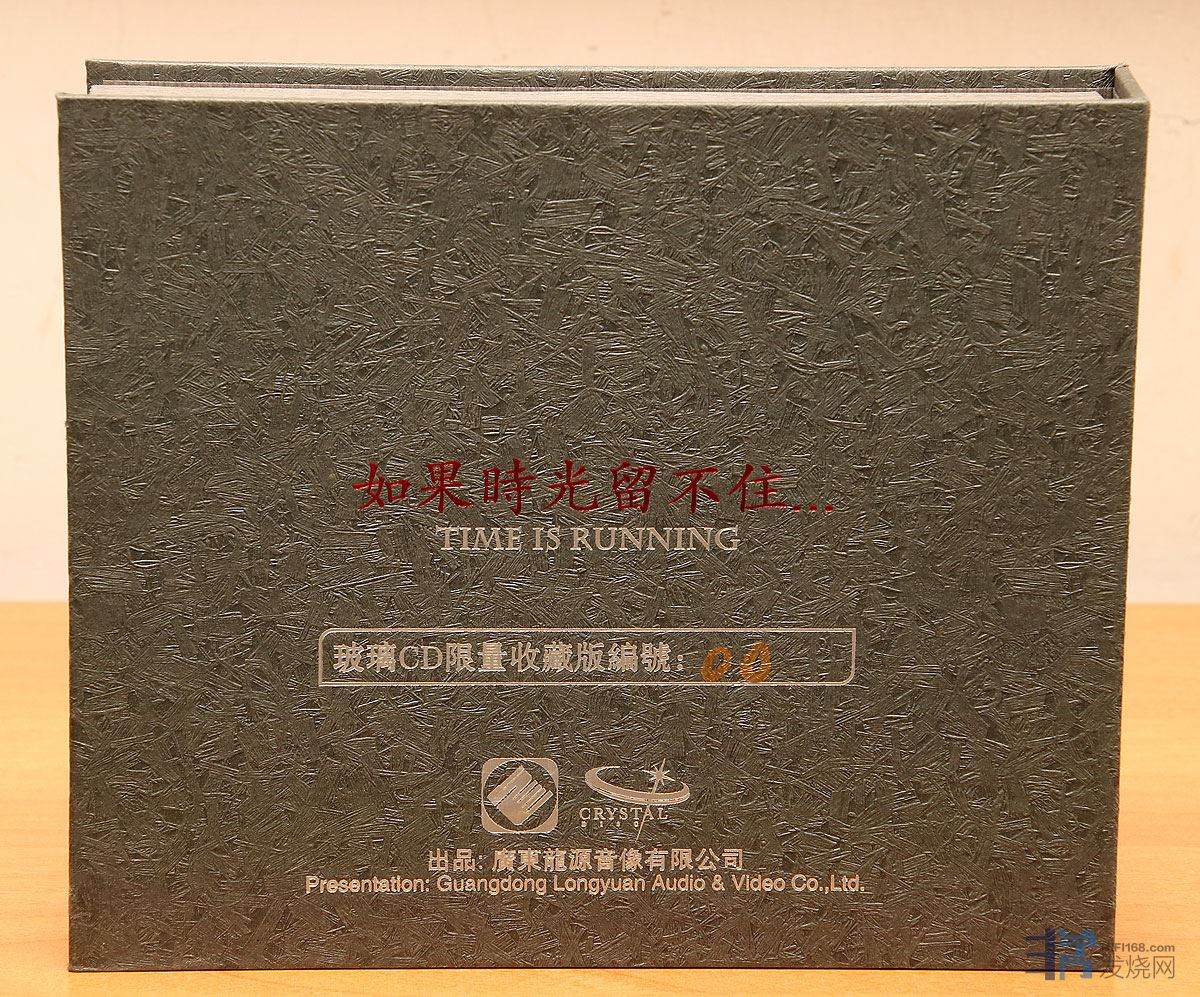 如果時光留不住...
TIME IS RUNNING
玻璃CD限量收藏版編號：06
CRYSTAL
Disc
出品: 廣東龍源音像有限公司
Presentation: Guangdong Longyuan Audio & Video Co.,Ltd.
HIFI168.com
发烧网